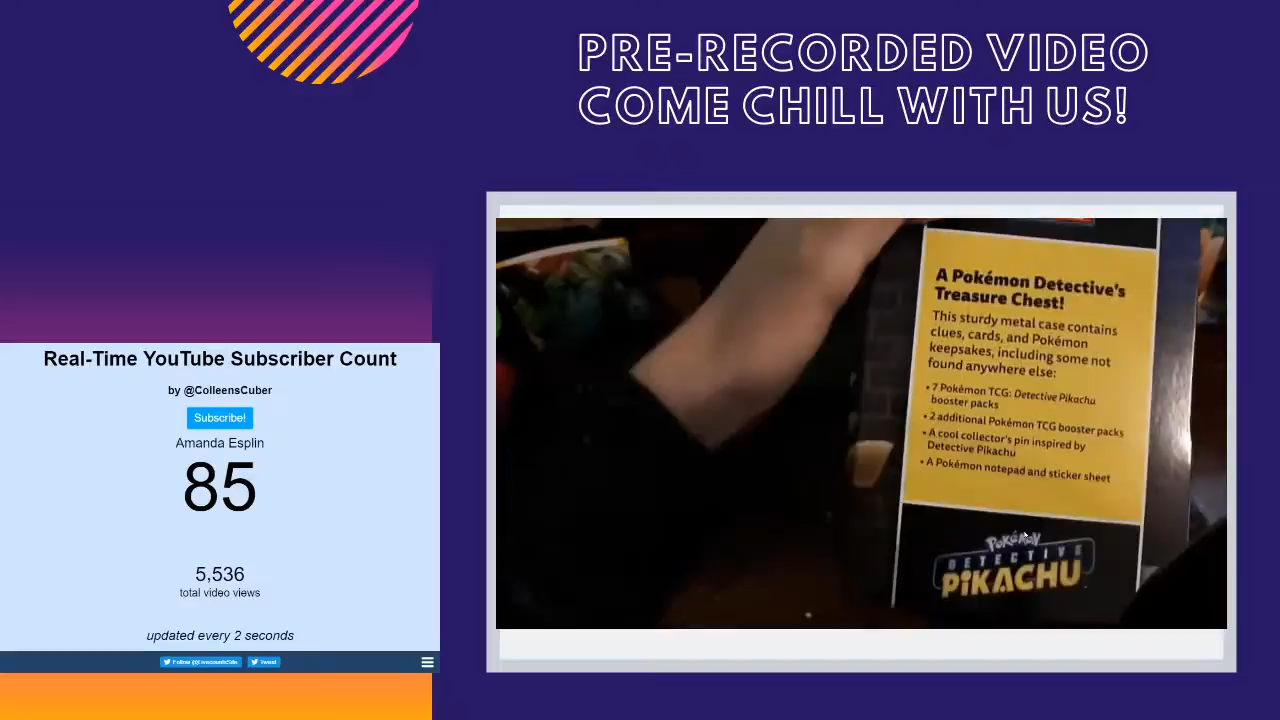 PRE-RECORDED VIDEO
COME CHILL WITH US!
Real-Time YouTube Subscriber Count
by @ColleensCuber
Subscribe!
Amanda Esplin
85
5,536
total video views
updated every 2 seconds
Tweet
A Pokémon Detective's
Treasure Chest!
This sturdy metal case contains
clues, cards, and Pokémon
keepsakes, including some not
found anywhere else:
• 7 Pokémon TCG: Detective Pikachu
booster packs
• 2 additional Pokémon TCG booster packs
• A cool collector's pin inspired by
Detective Pikachu
• A Pokémon notepad and sticker sheet
POKéMON
DETECTIVE
PiKACHU